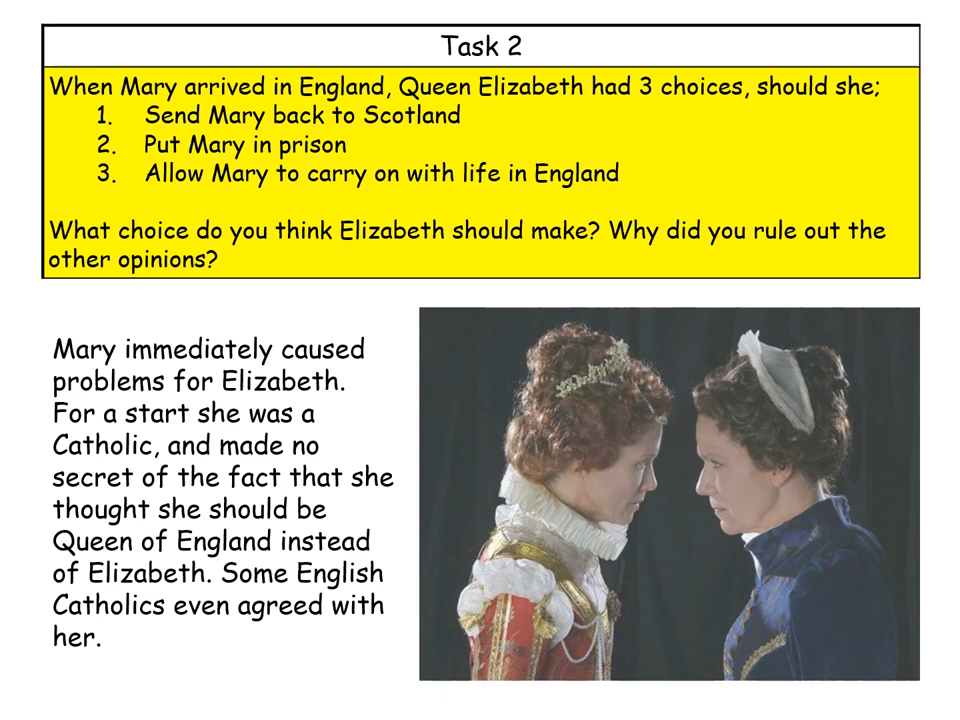 Task 2
When Mary arrived in England, Queen Elizabeth had 3 choices, should she;
1. Send Mary back to Scotland
2. Put Mary in prison
3. Allow Mary to carry on with life in England
What choice do you think Elizabeth should make? Why did you rule out the
other opinions?
Mary immediately caused
problems for Elizabeth.
For a start she was a
Catholic, and made no
secret of the fact that she
thought she should be
Queen of England instead
of Elizabeth. Some English
Catholics even agreed with
her.